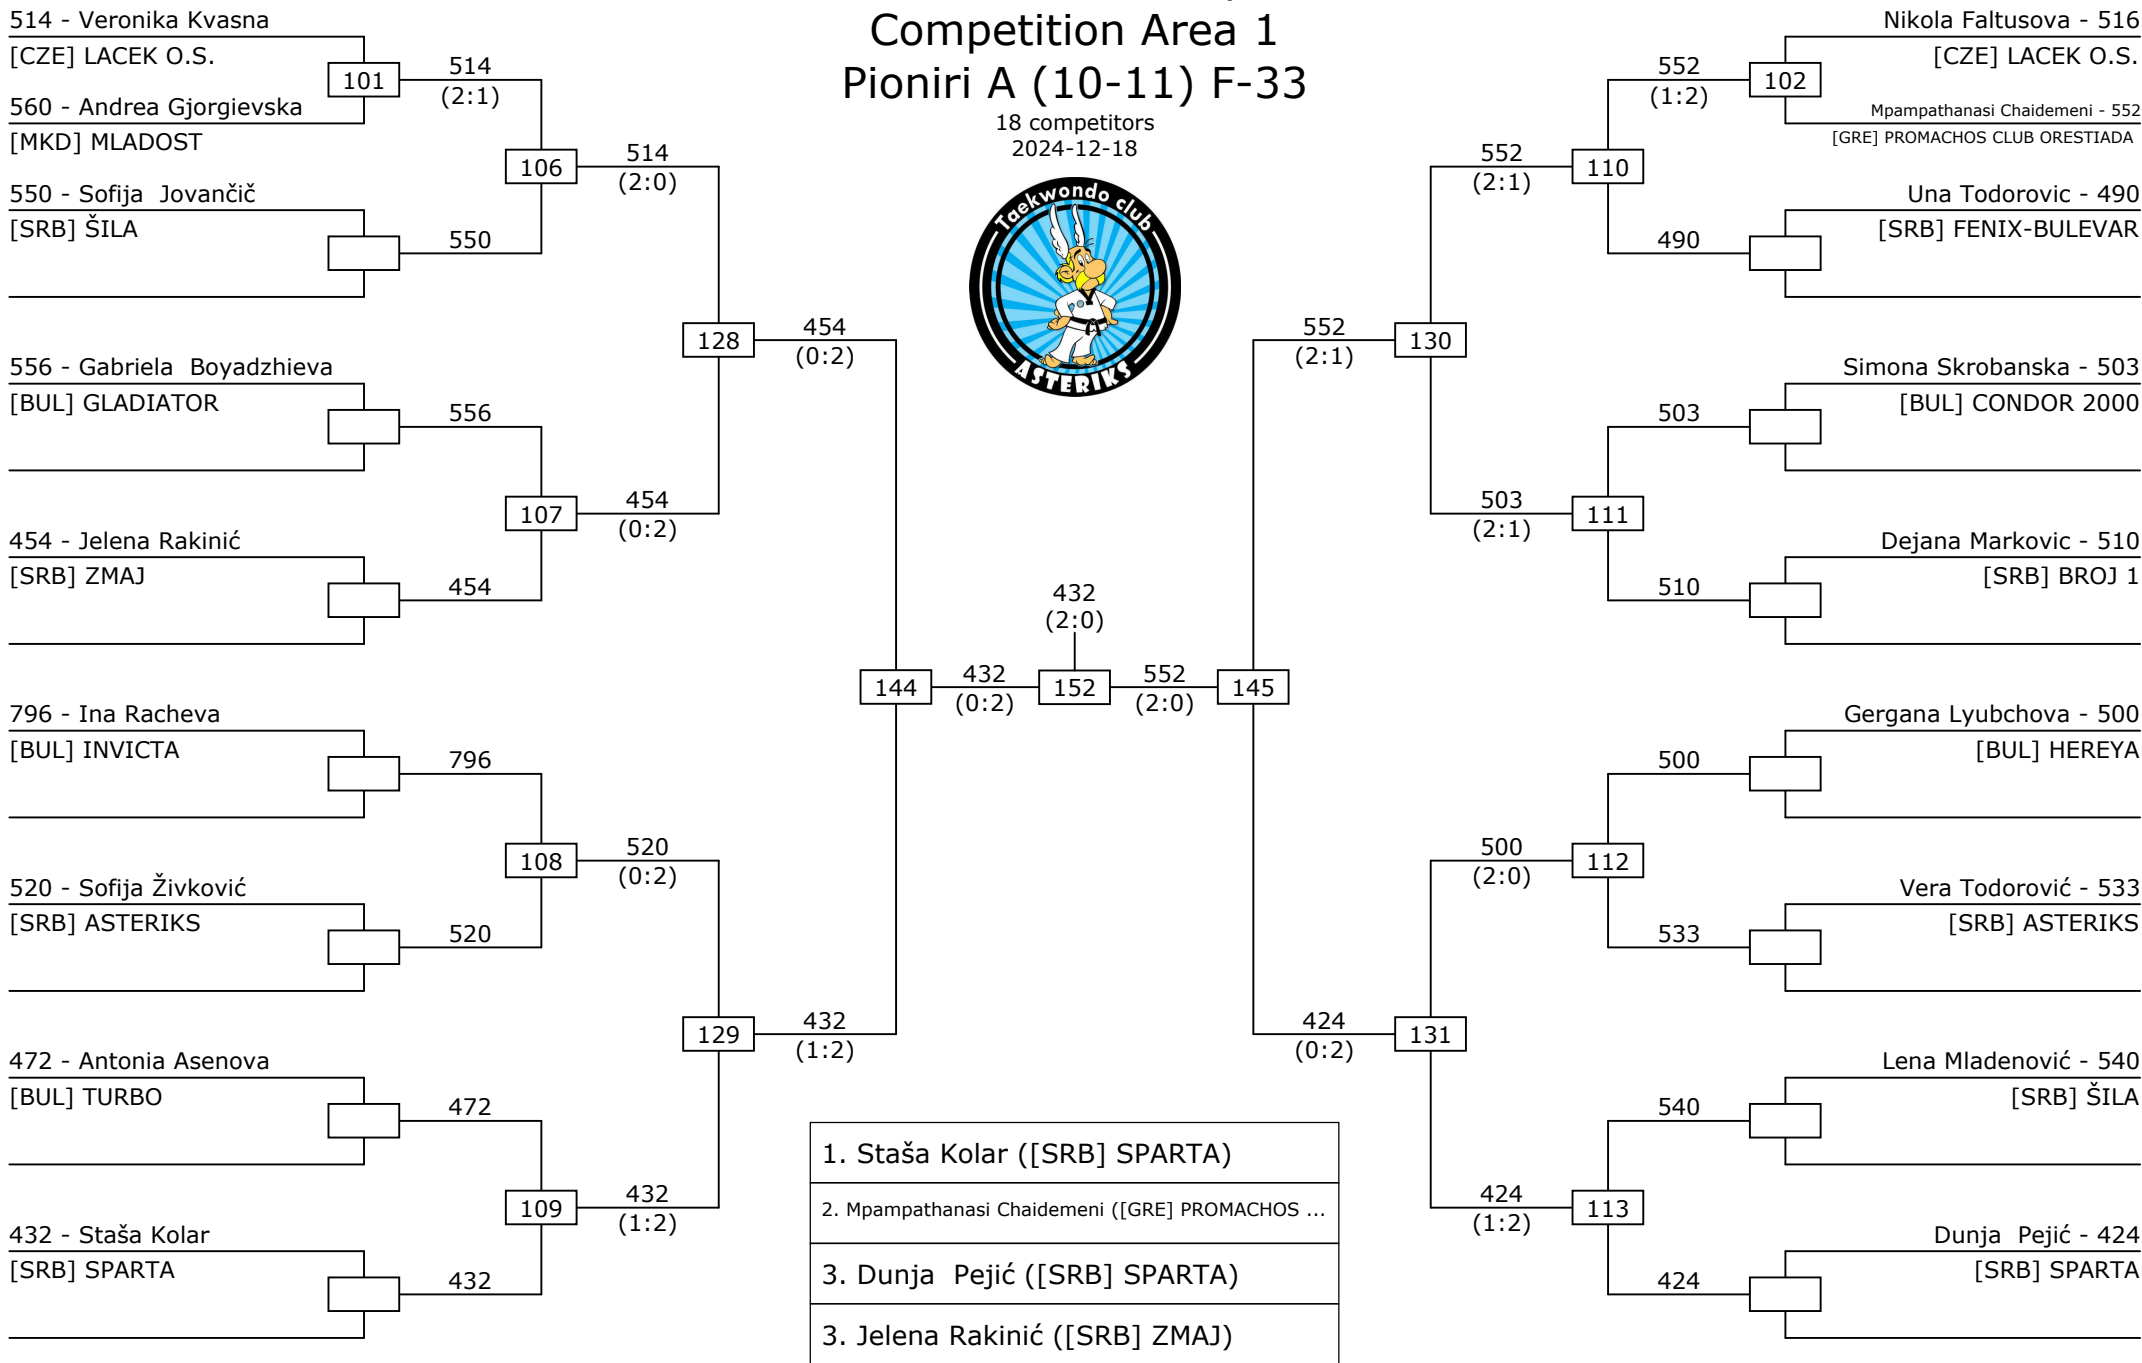 Competition Area 1
Pioniri A (10-11) F-33
18 competitors
2024-12-18
Taekwondo club
ASTERIKS
514 - Veronika Kvasna
[CZE] LACEK O.S.
560 - Andrea Gjorgievska
[MKD] MLADOST
550 - Sofija  Jovančič
[SRB] ŠILA
556 - Gabriela  Boyadzhieva
[BUL] GLADIATOR
454 - Jelena Rakinić
[SRB] ZMAJ
796 - Ina Racheva
[BUL] INVICTA
520 - Sofija Živković
[SRB] ASTERIKS
472 - Antonia Asenova
[BUL] TURBO
432 - Staša Kolar
[SRB] SPARTA
101
514
(2:1)
550
556
454
796
520
472
432
106
514
(2:0)
107
454
(0:2)
108
520
(0:2)
109
432
(1:2)
128
454
(0:2)
129
432
(1:2)
144
432
(0:2)
432
(2:0)
152
552
(2:0)
145
552
(2:1)
130
424
(0:2)
131
552
(2:1)
110
503
(2:1)
111
500
(2:0)
112
424
(1:2)
113
552
(1:2)
102
490
503
510
500
533
540
424
Nikola Faltusova - 516
[CZE] LACEK O.S.
Mpampathanasi Chaidemeni - 552
[GRE] PROMACHOS CLUB ORESTIADA
Una Todorovic - 490
[SRB] FENIX-BULEVAR
Simona Skrobanska - 503
[BUL] CONDOR 2000
Dejana Markovic - 510
[SRB] BROJ 1
Gergana Lyubchova - 500
[BUL] HEREYA
Vera Todorović - 533
[SRB] ASTERIKS
Lena Mladenović - 540
[SRB] ŠILA
Dunja  Pejić - 424
[SRB] SPARTA
1. Staša Kolar ([SRB] SPARTA)
2. Mpampathanasi Chaidemeni ([GRE] PROMACHOS ...
3. Dunja  Pejić ([SRB] SPARTA)
3. Jelena Rakinić ([SRB] ZMAJ)